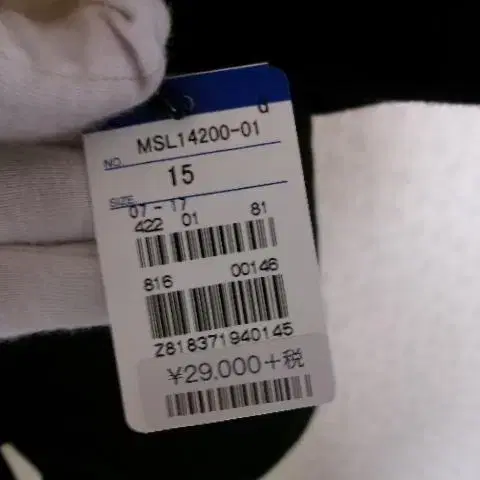 d
NO. MSL14200-01
SIZE 15
07-17
422 01 81
816 00146
Z818371940145
¥29.000+税